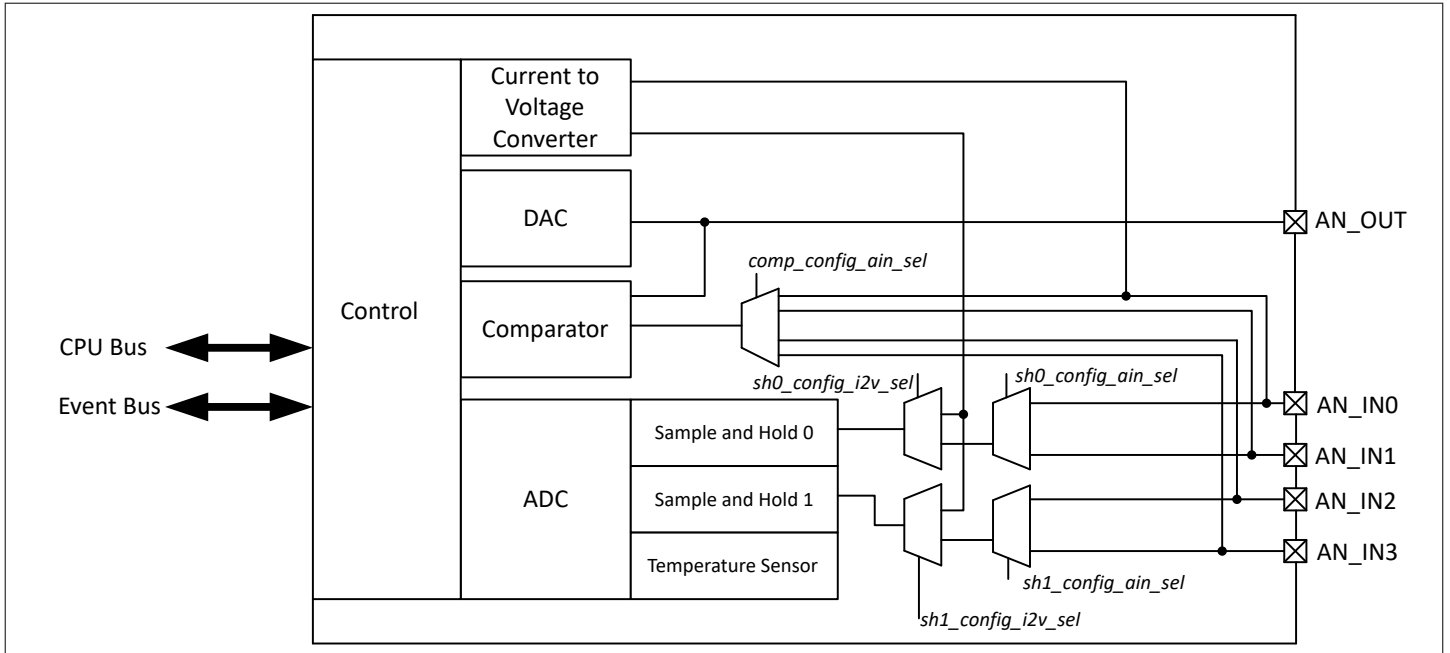 Current to
Voltage
Converter
DAC
AN_OUT
comp_config_ain_sel
Control
Comparator
CPU Bus
sh0_config_i2v_sel
sh0_config_ain_sel
Event Bus
AN_IN0
Sample and Hold 0
AN_IN1
ADC
Sample and Hold 1
AN_IN2
AN_IN3
Temperature Sensor
sh1_config_ain_sel
sh1_config_i2v_sel